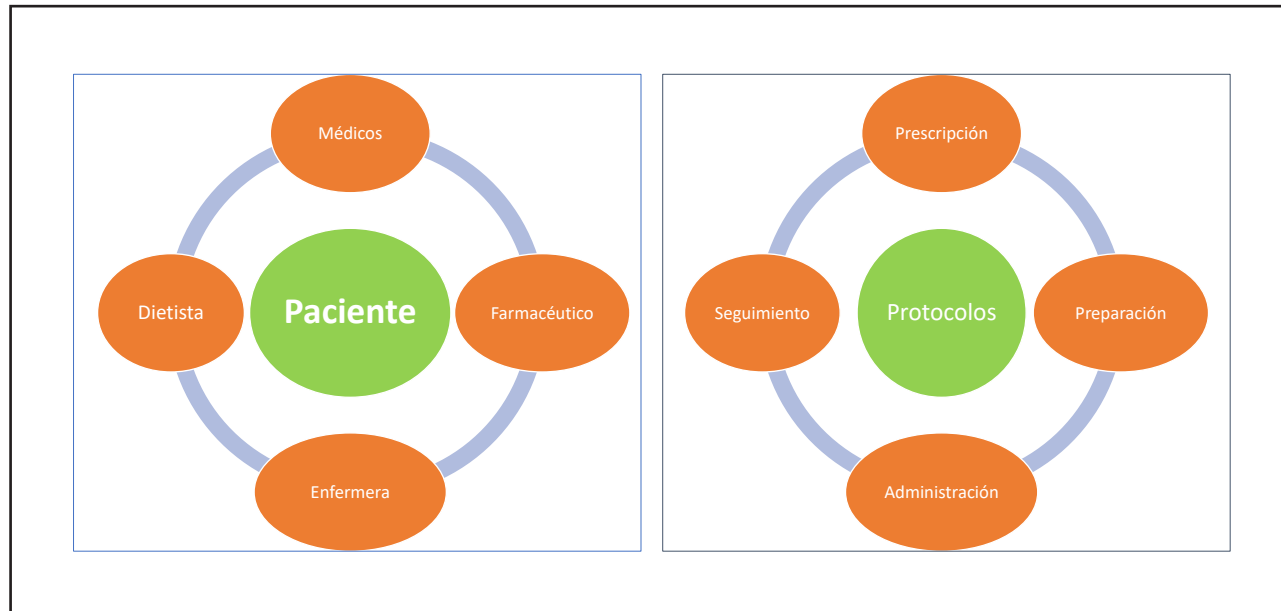 Médicos
Dietista
Paciente
Farmacéutico
Enfermera
Prescripción
Seguimiento
Protocolos
Preparación
Administración